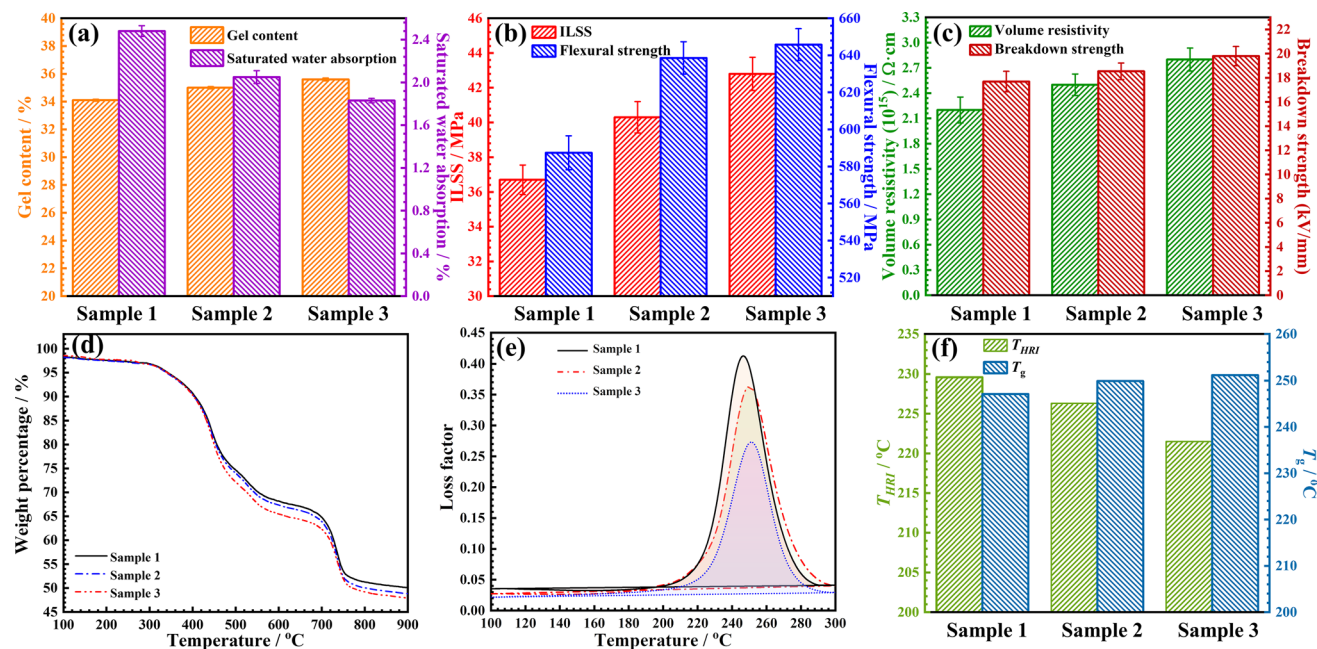 (a)
Gel content
Saturated water absorption
Gel content / %
40
38
36
34
32
30
28
26
24
22
20
Saturated water absorption / %
2.4
2.0
1.6
1.2
0.8
0.4
0.0
Sample 1 Sample 2 Sample 3
(b)
ILSS
Flexural strength
ILSS / MPa
46
44
42
40
38
36
34
32
30
Flexural strength / MPa
660
640
620
600
580
560
540
520
Sample 1 Sample 2 Sample 3
(c)
Volume resistivity
Breakdown strength
Volume resistivity (10¹⁵) / Ω·cm
3.3
3.0
2.7
2.4
2.1
1.8
1.5
1.2
0.9
0.6
0.3
0.0
Breakdown strength (kV/mm)
22
20
18
16
14
12
10
8
6
4
2
0
Sample 1 Sample 2 Sample 3
(d)
Weight percentage / %
100
95
90
85
80
75
70
65
60
55
50
45
Sample 1
Sample 2
Sample 3
100 200 300 400 500 600 700 800 900
Temperature / °C
(e)
Loss factor
0.45
0.40
0.35
0.30
0.25
0.20
0.15
0.10
0.05
0.00
Sample 1
Sample 2
Sample 3
100 120 140 160 180 200 220 240 260 280 300
Temperature / °C
(f)
T_HRI
T_g
T_HRI / °C
235
230
225
220
215
210
205
200
T_g / °C
260
250
240
230
220
210
200
Sample 1 Sample 2 Sample 3